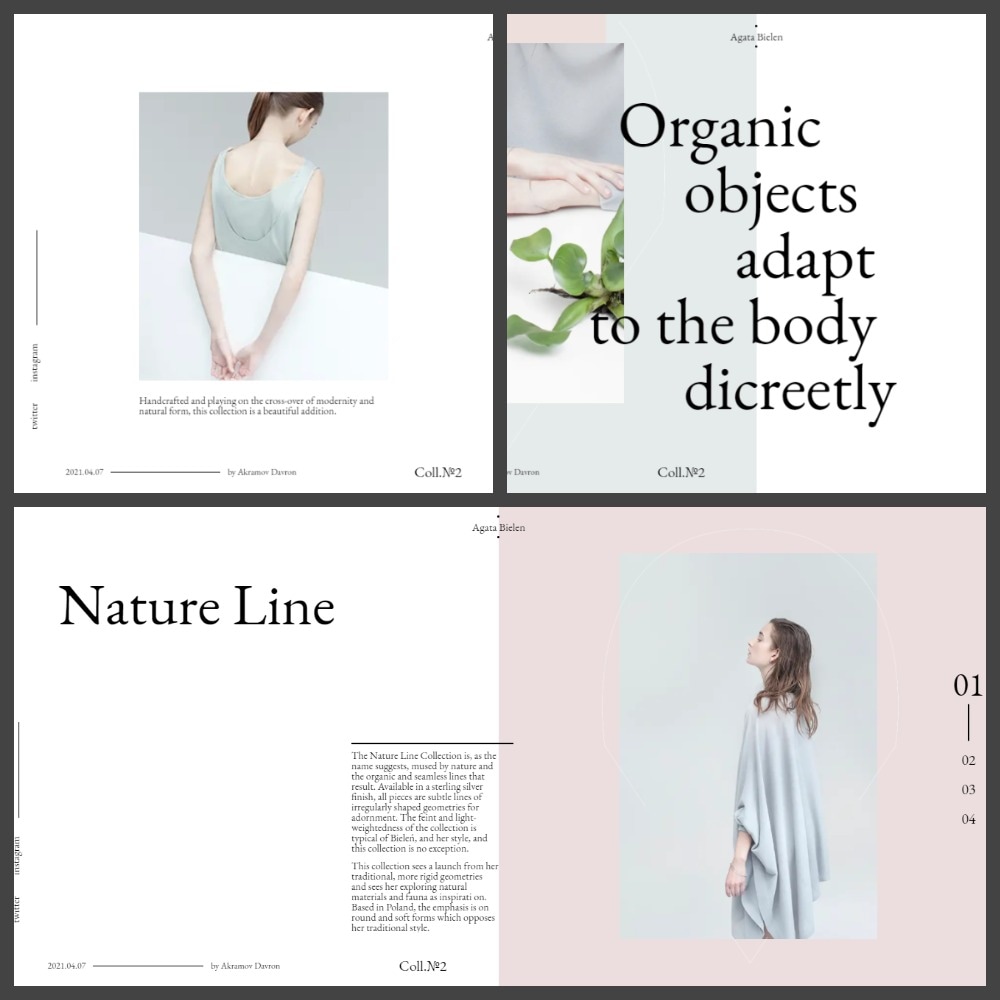 A
instagram
twitter
Handcrafted and playing on the cross-over of modernity and
natural form, this collection is a beautiful addition.
2021.04.07
by Akramov Davron
Coll.№2
Agata Bielen
Organic
objects
adapt
to the body
dicreetly
v Davron
Coll.№2
Agata Bielen
Nature Line
The Nature Line Collection is, as the
name suggests, mused by nature and
the organic and seamless lines that
result. Available in a sterling silver
finish, all pieces are subtle lines of
irregularly shaped geometries for
adornment. The feint and light-
weightedness of the collection is
typical of Bieleń, and her style, and
this collection is no exception.
This collection sees a launch from her
traditional, more rigid geometries
and sees her exploring natural
materials and fauna as inspirati on.
Based in Poland, the emphasis is on
round and soft forms which opposes
her traditional style.
instagram
twitter
2021.04.07
by Akramov Davron
Coll.№2
01
02
03
04